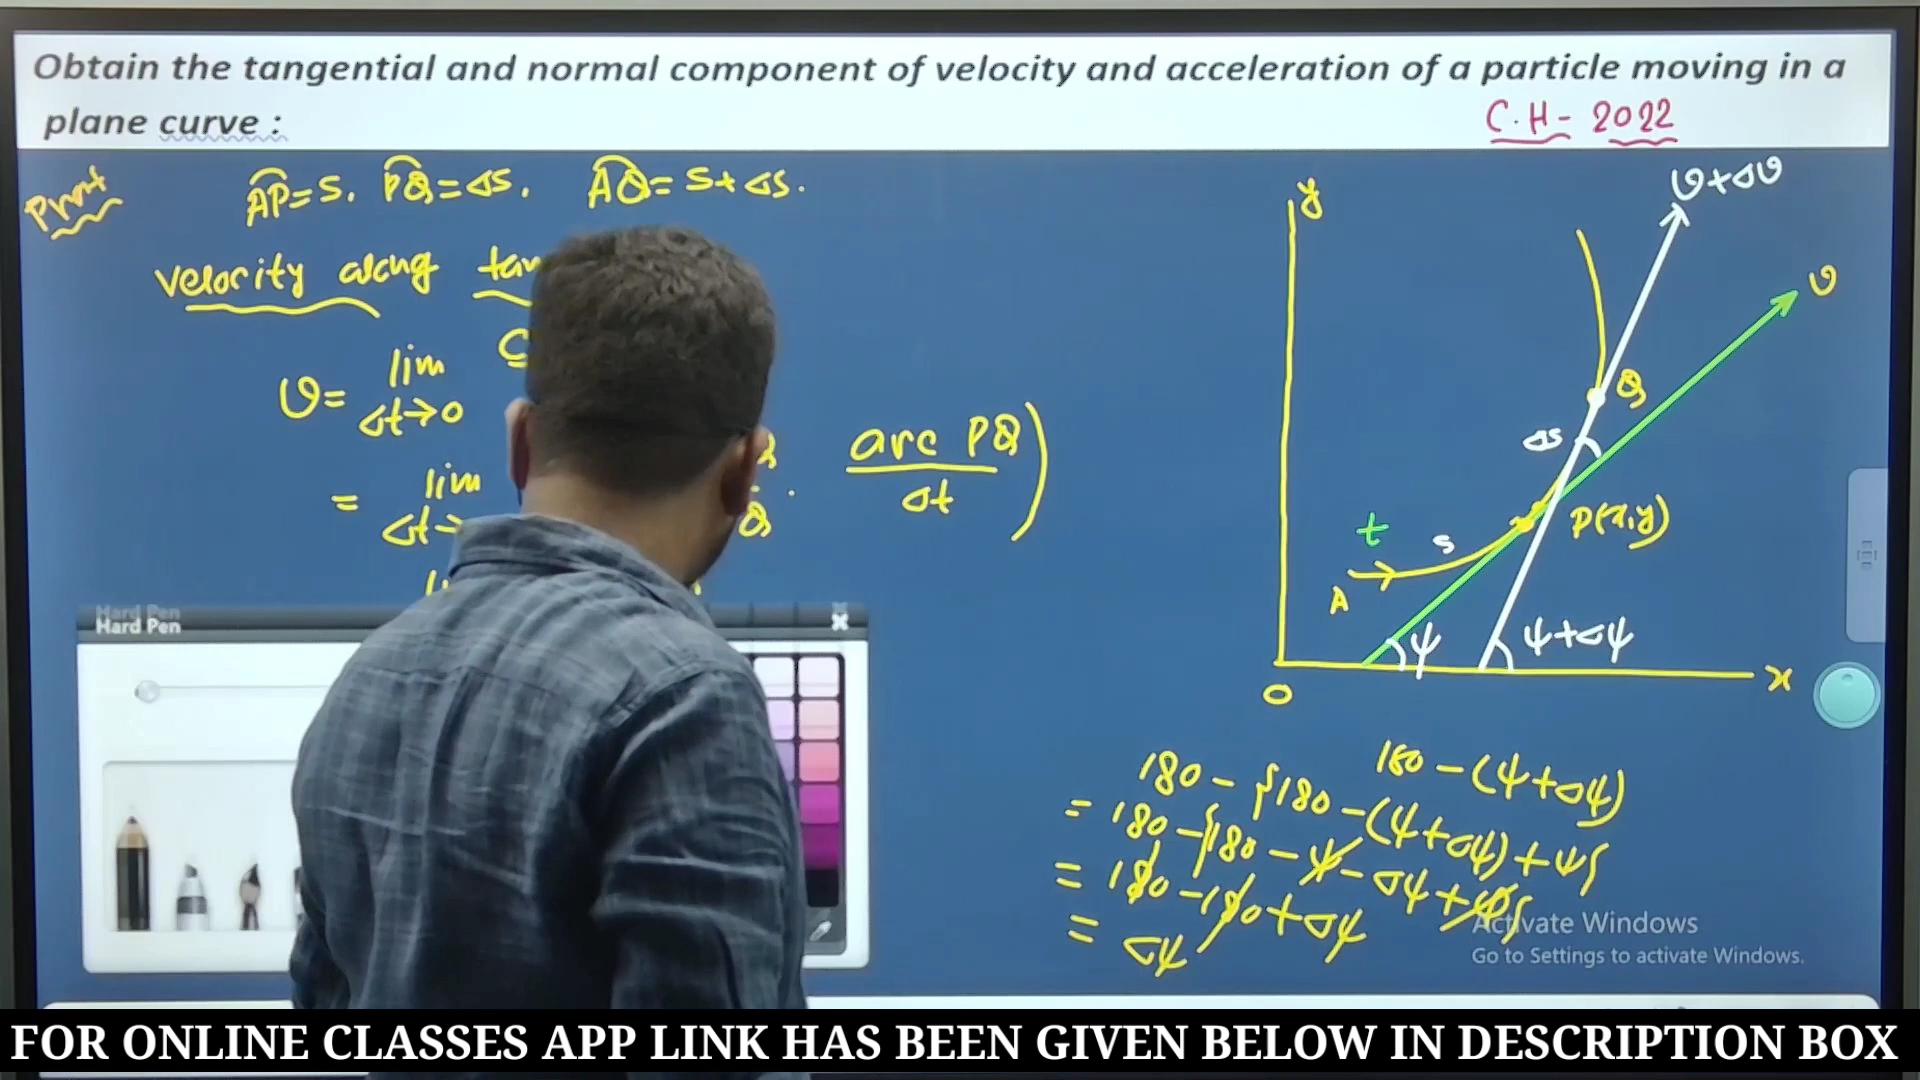 Obtain the tangential and normal component of velocity and acceleration of a particle moving in a
plane curve :
C.H- 2022
AP=S. PQ=ΔS. AQ=S+ΔS.
velocity along
υ= lim
Δt→0
= lim
arc PQ
Δt
y
υ+Δυ
υ
Q
ΔS
P(x,y)
t
s
A
ψ
ψ+Δψ
x
O
180-(ψ+Δψ)
180-{180-(ψ+Δψ)+ψ}
= 180-{180-ψ-Δψ+ψ}
= 180-180+Δψ
= Δψ
Hard Pen
Hard Pen
Activate Windows
Go to Settings to activate Windows.
FOR ONLINE CLASSES APP LINK HAS BEEN GIVEN BELOW IN DESCRIPTION BOX